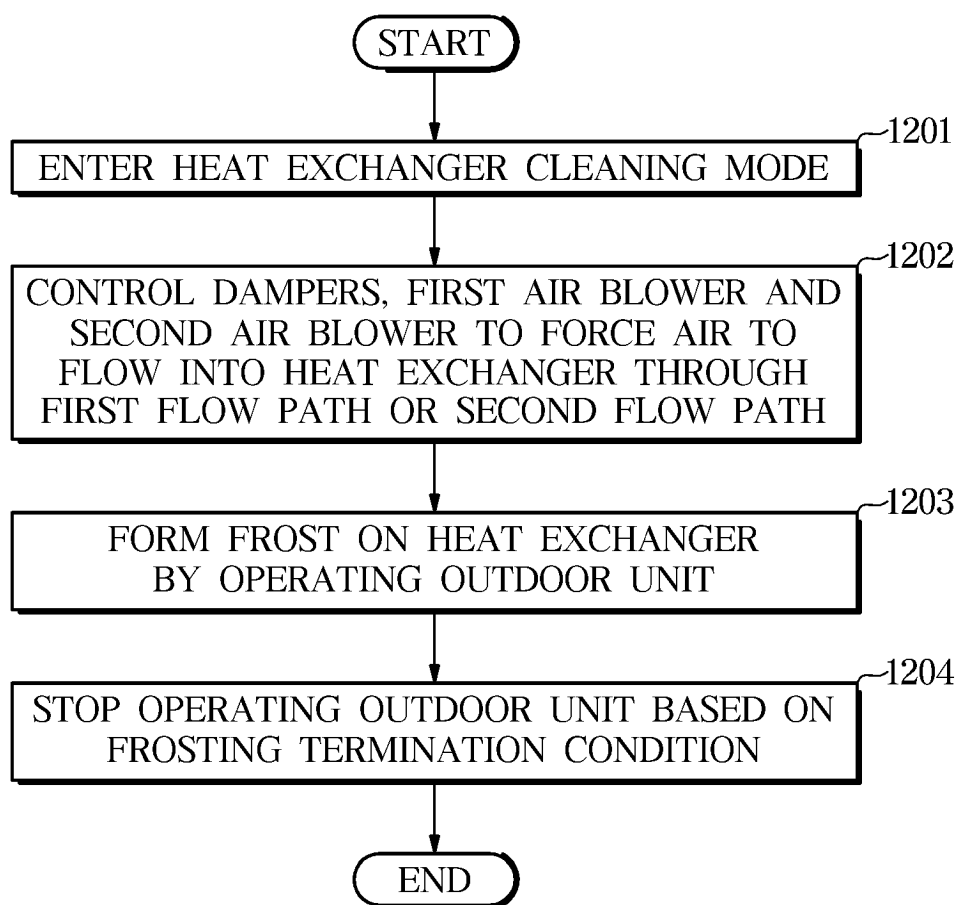 START
1201
ENTER HEAT EXCHANGER CLEANING MODE
1202
CONTROL DAMPERS, FIRST AIR BLOWER AND
SECOND AIR BLOWER TO FORCE AIR TO
FLOW INTO HEAT EXCHANGER THROUGH
FIRST FLOW PATH OR SECOND FLOW PATH
1203
FORM FROST ON HEAT EXCHANGER
BY OPERATING OUTDOOR UNIT
1204
STOP OPERATING OUTDOOR UNIT BASED ON
FROSTING TERMINATION CONDITION
END